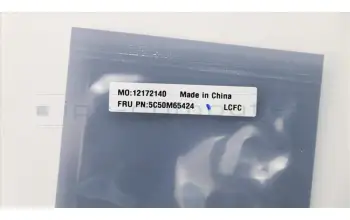 MO:12172140 Made in China
FRU PN:5C50M65424 LCFC